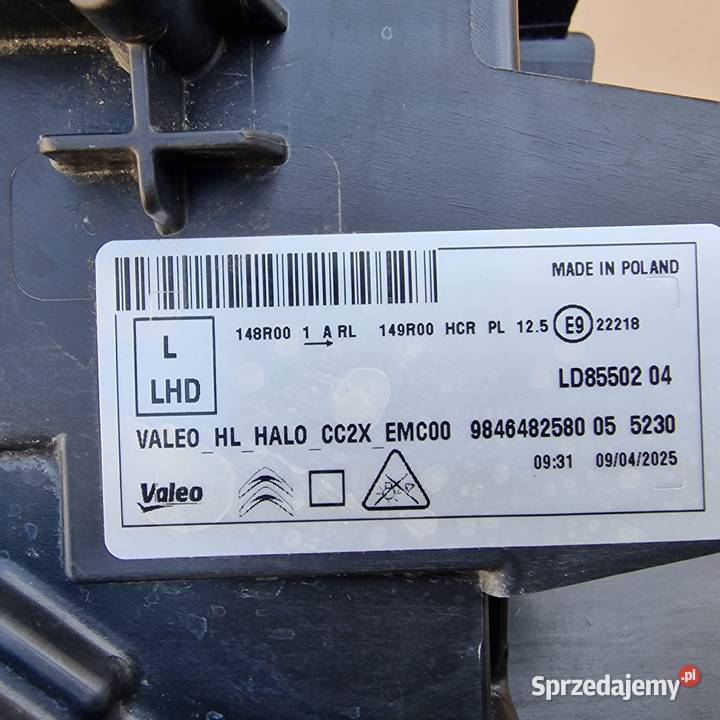 MADE IN POLAND
L
LHD
148R00 1 A RL 149R00 HCR PL 12.5 E9 22218
LD85502 04
VALEO_HL_HALO_CC2X_EMC00 9846482580 05 5230
09:31 09/04/2025
Valeo
Sprzedajemy.pl